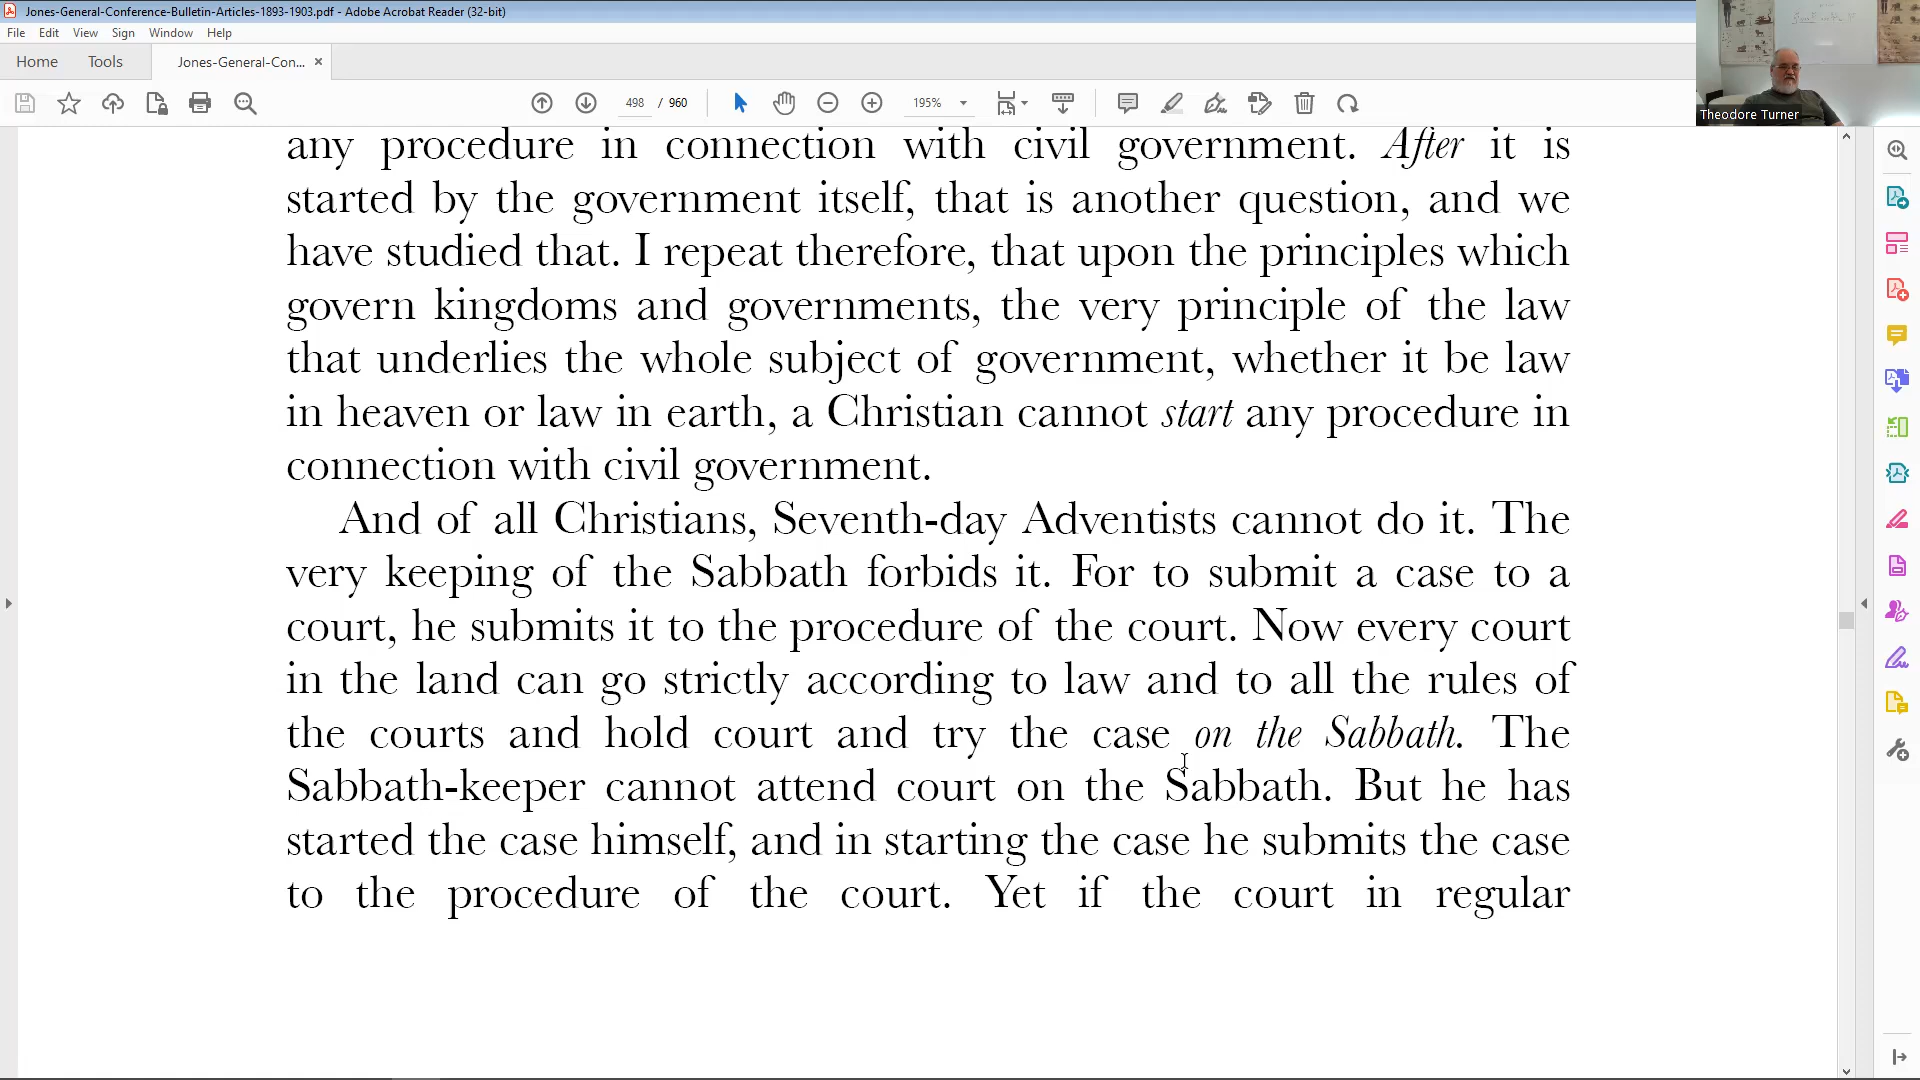 Jones-General-Conference-Bulletin-Articles-1893-1903.pdf - Adobe Acrobat Reader (32-bit)
File Edit View Sign Window Help
Home Tools Jones-General-Con... ×
498 / 960 195%
Theodore Turner
any procedure in connection with civil government. After it is
started by the government itself, that is another question, and we
have studied that. I repeat therefore, that upon the principles which
govern kingdoms and governments, the very principle of the law
that underlies the whole subject of government, whether it be law
in heaven or law in earth, a Christian cannot start any procedure in
connection with civil government.
And of all Christians, Seventh-day Adventists cannot do it. The
very keeping of the Sabbath forbids it. For to submit a case to a
court, he submits it to the procedure of the court. Now every court
in the land can go strictly according to law and to all the rules of
the courts and hold court and try the case on the Sabbath. The
Sabbath-keeper cannot attend court on the Sabbath. But he has
started the case himself, and in starting the case he submits the case
to the procedure of the court. Yet if the court in regular